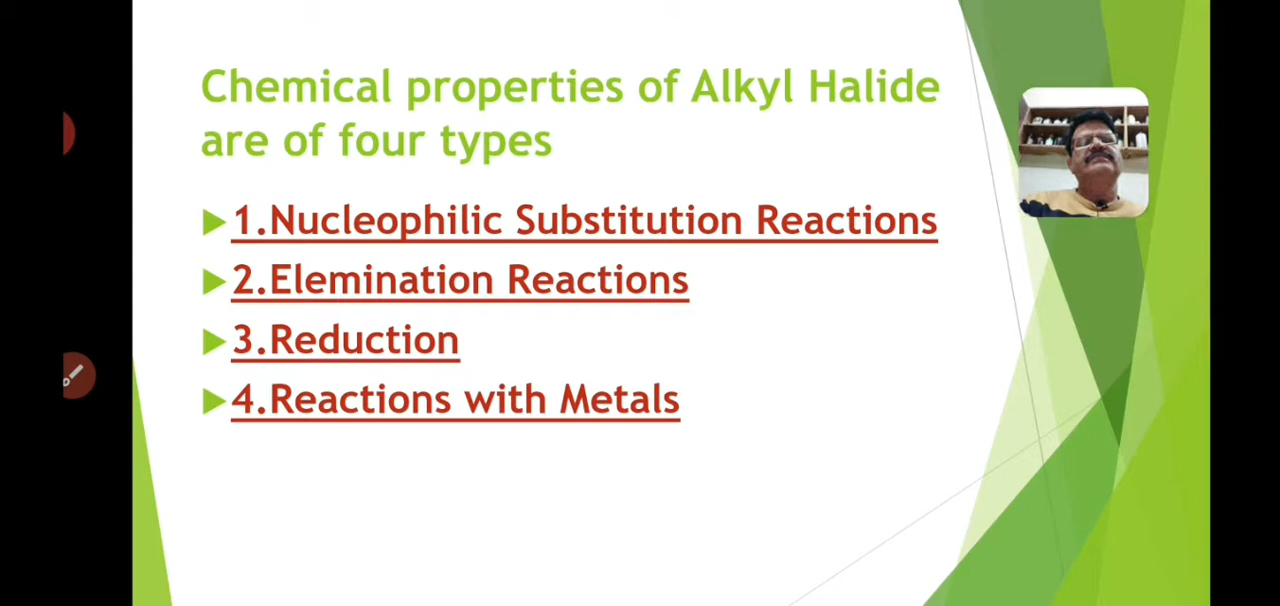 Chemical properties of Alkyl Halide
are of four types
1.Nucleophilic Substitution Reactions
2.Elemination Reactions
3.Reduction
4.Reactions with Metals